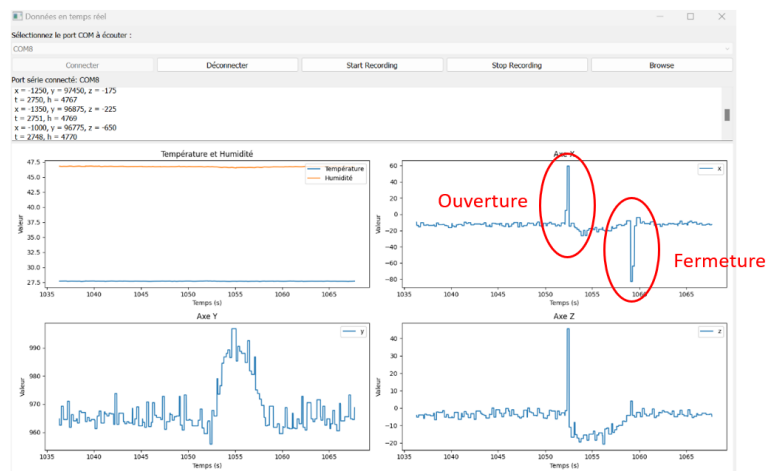 Données en temps réel
Sélectionnez le port COM à écouter :
COM8
Connecter Déconnecter Start Recording Stop Recording Browse
Port série connecté: COM8
x = -1250, y = 97450, z = -175
t = 2750, h = 4767
x = -1350, y = 96875, z = -225
t = 2751, h = 4769
x = -1000, y = 96775, z = -650
t = 2748, h = 4770
Température et Humidité
Valeur
47.5
45.0
42.5
40.0
37.5
35.0
32.5
30.0
27.5
Température
Humidité
1035 1040 1045 1050 1055 1060 1065
Temps (s)
Axe X
Valeur
60
40
20
0
−20
−40
−60
−80
x
Ouverture
Fermeture
1035 1040 1045 1050 1055 1060 1065
Temps (s)
Axe Y
Valeur
990
980
970
960
y
1035 1040 1045 1050 1055 1060 1065
Temps (s)
Axe Z
Valeur
40
30
20
10
0
−10
−20
z
1035 1040 1045 1050 1055 1060 1065
Temps (s)